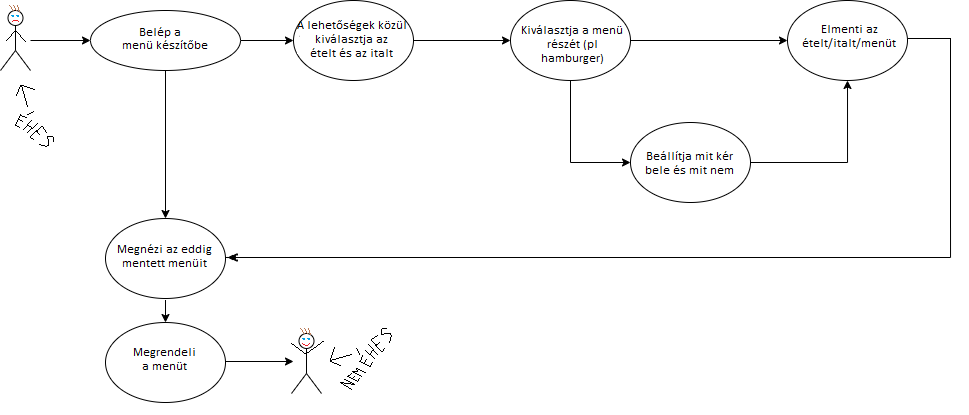 Belép a
menü készítőbe
A lehetőségek közül
kiválasztja az
ételt és az italt
Kiválasztja a menü
részét (pl
hamburger)
Elmenti az
ételt/italt/menüt
ÉHES
Beállítja mit kér
bele és mit nem
Megnézi az eddig
mentett menüit
Megrendeli
a menüt
NEM ÉHES